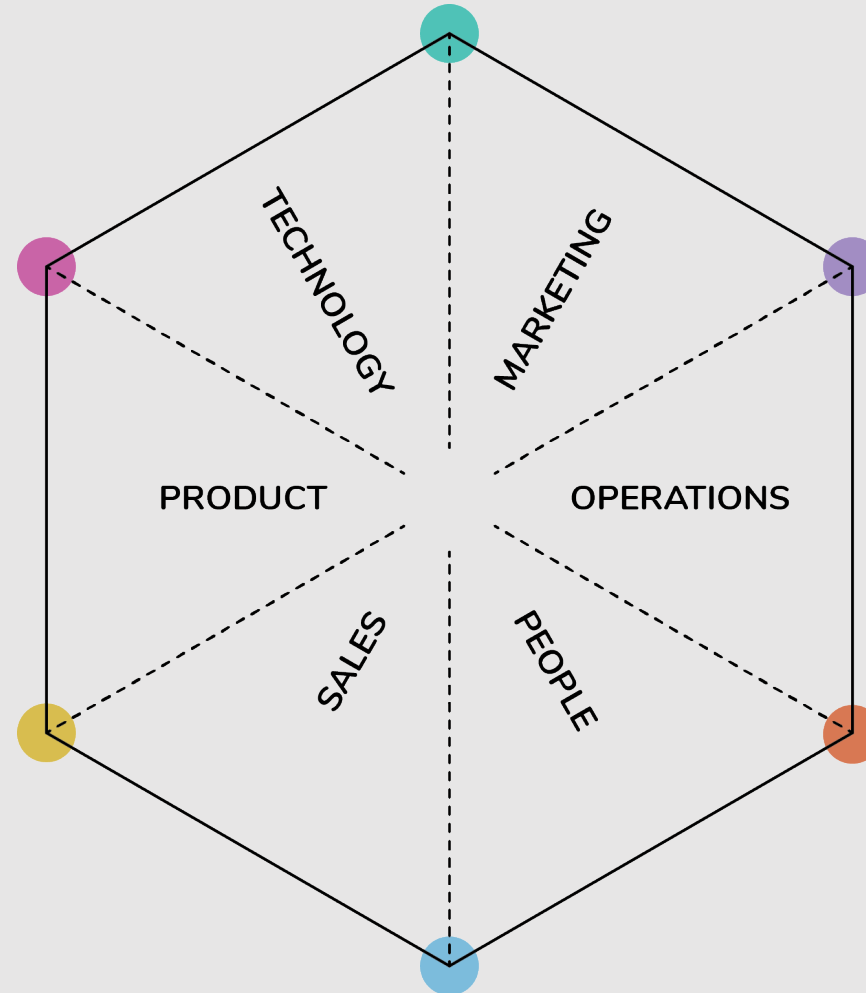 TECHNOLOGY
MARKETING
PRODUCT
OPERATIONS
SALES
PEOPLE